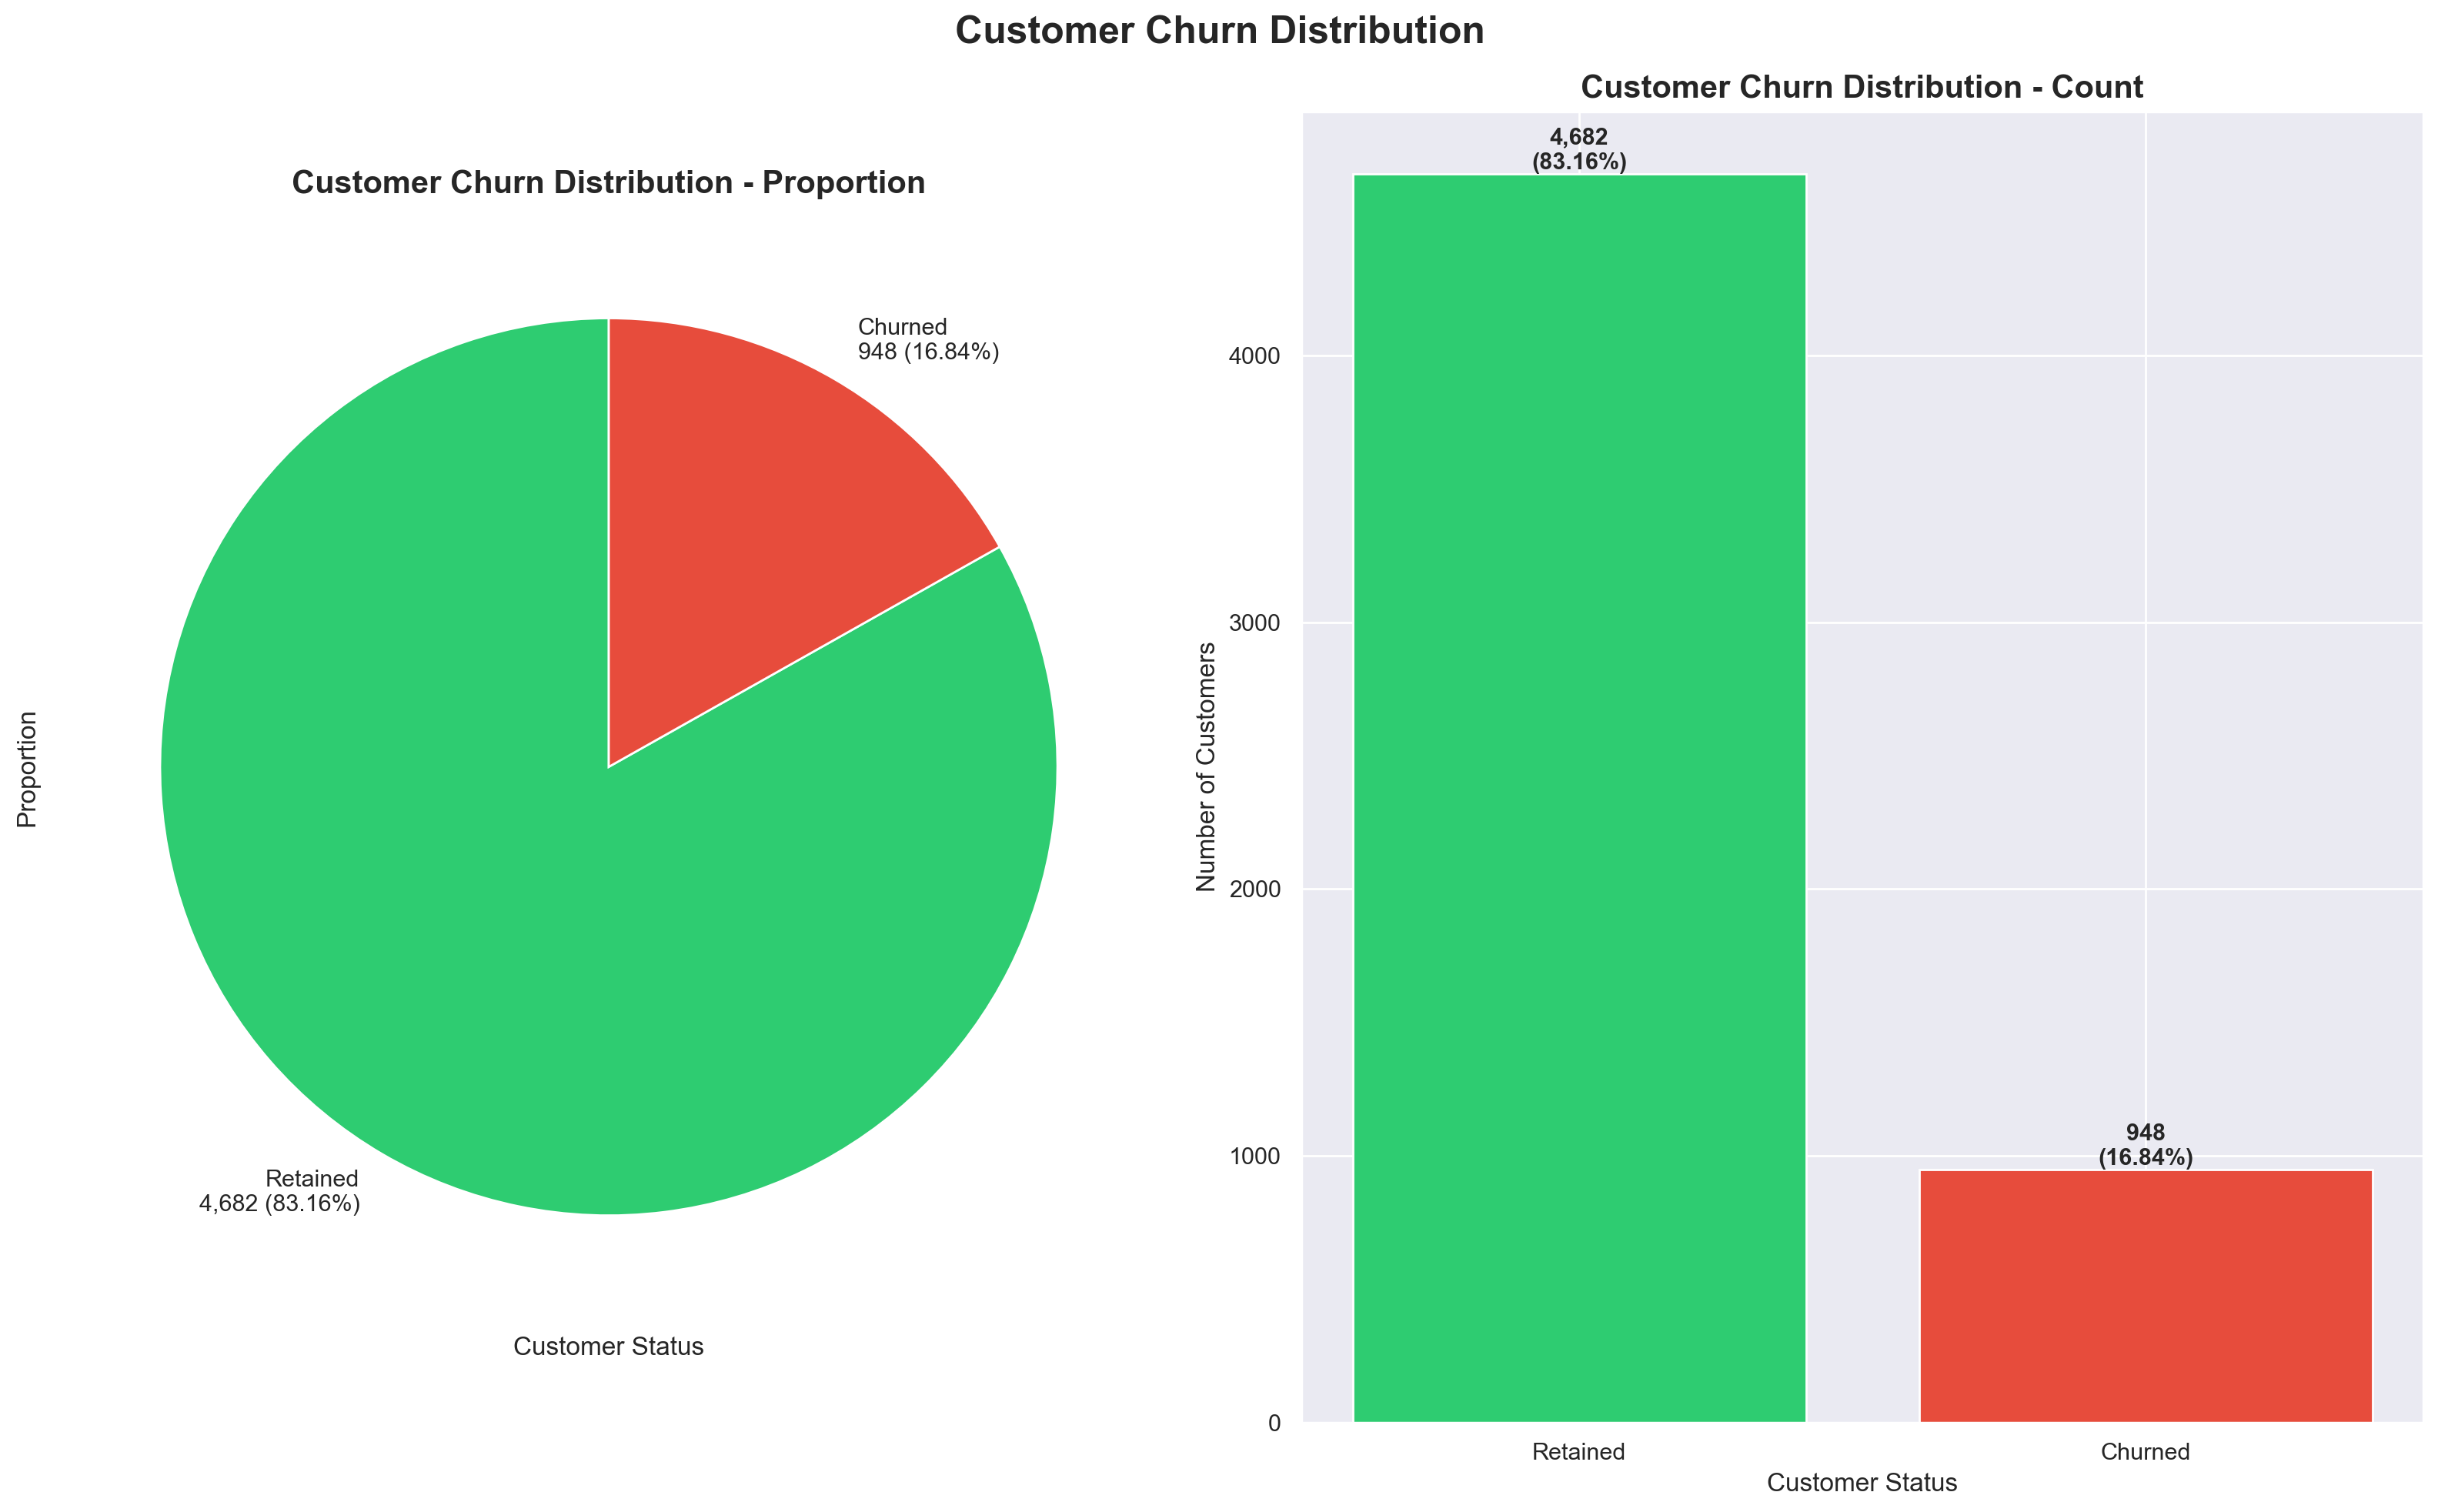 Customer Churn Distribution
Customer Churn Distribution - Proportion
Churned
948 (16.84%)
Proportion
Retained
4,682 (83.16%)
Customer Status
Customer Churn Distribution - Count
4,682
(83.16%)
4000
3000
2000
1000
0
Number of Customers
948
(16.84%)
Retained
Churned
Customer Status